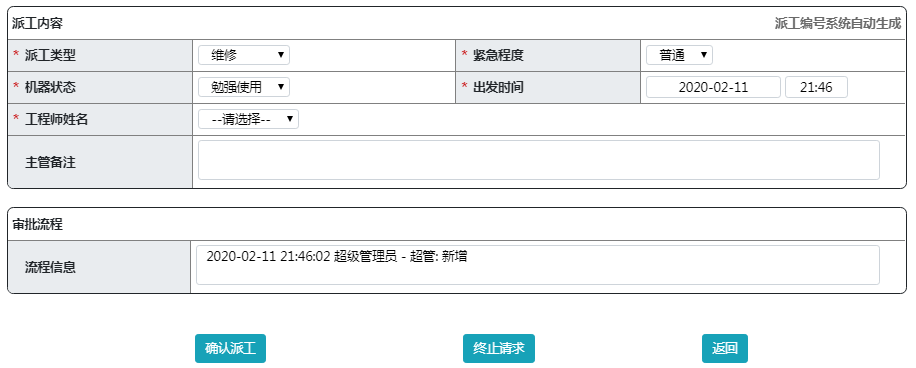 派工内容 派工编号系统自动生成
* 派工类型 维修 * 紧急程度 普通
* 机器状态 勉强使用 * 出发时间 2020-02-11 21:46
* 工程师姓名 --请选择--
主管备注
审批流程
流程信息 2020-02-11 21:46:02 超级管理员 - 超管: 新增
确认派工 终止请求 返回